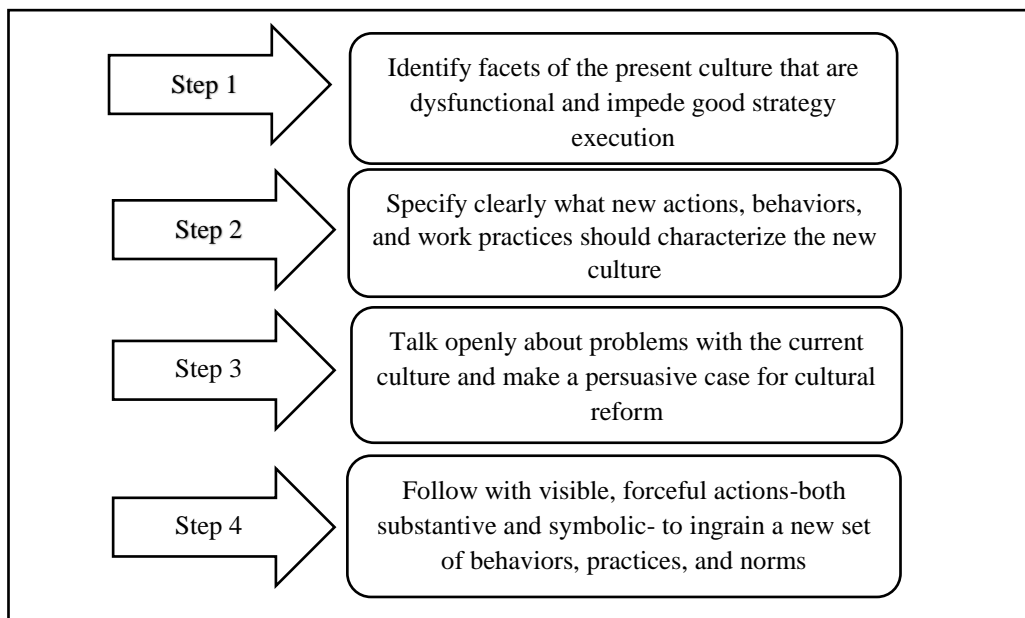 Step 1
Identify facets of the present culture that are
dysfunctional and impede good strategy
execution
Step 2
Specify clearly what new actions, behaviors,
and work practices should characterize the new
culture
Step 3
Talk openly about problems with the current
culture and make a persuasive case for cultural
reform
Step 4
Follow with visible, forceful actions-both
substantive and symbolic- to ingrain a new set
of behaviors, practices, and norms